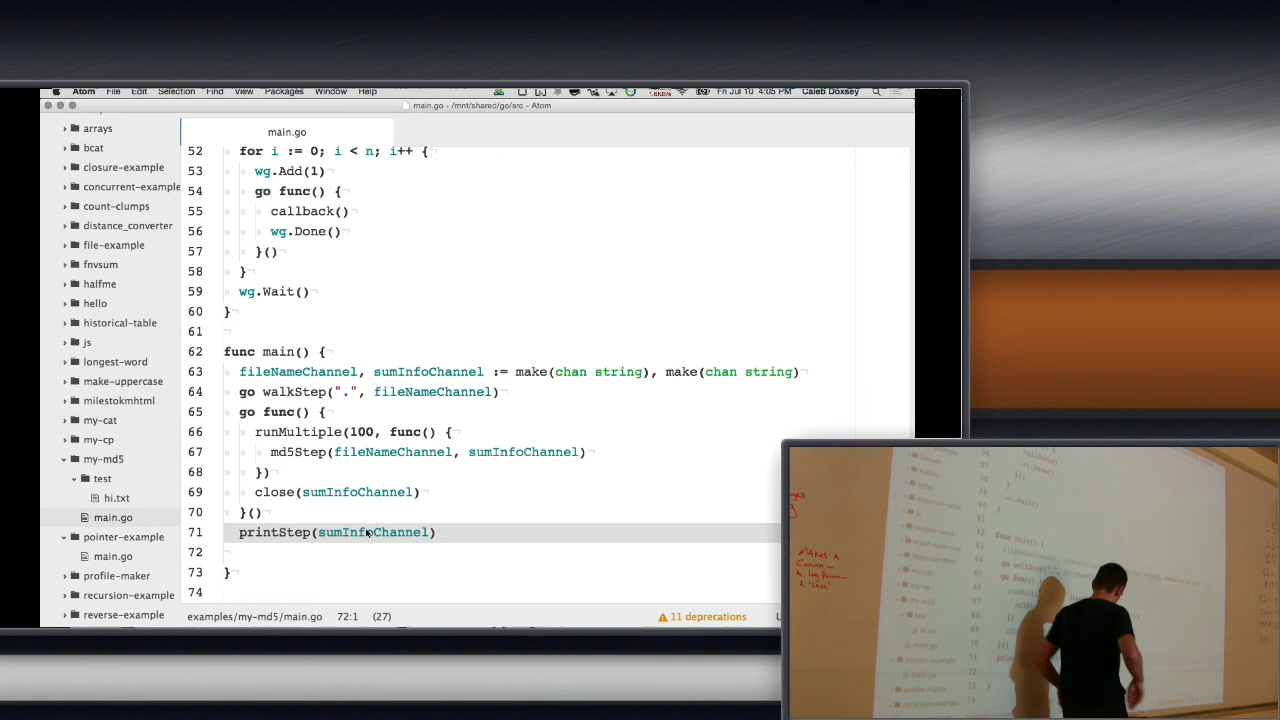 Atom File Edit Selection Find View Packages Window Help Fri Jul 10 4:05 PM Caleb Doxsey
main.go - /mnt/shared/go/src - Atom
arrays
bcat
closure-example
concurrent-example
count-clumps
distance_converter
file-example
fnvsum
halfme
hello
historical-table
js
longest-word
make-uppercase
milestokmhtml
my-cat
my-cp
my-md5
test
hi.txt
main.go
pointer-example
main.go
profile-maker
recursion-example
reverse-example
main.go
52 for i := 0; i < n; i++ {
53 wg.Add(1)
54 go func() {
55 callback()
56 wg.Done()
57 }()
58 }
59 wg.Wait()
60 }
61
62 func main() {
63 fileNameChannel, sumInfoChannel := make(chan string), make(chan string)
64 go walkStep(".", fileNameChannel)
65 go func() {
66 runMultiple(100, func() {
67 md5Step(fileNameChannel, sumInfoChannel)
68 })
69 close(sumInfoChannel)
70 }()
71 printStep(sumInfoChannel)
72
73 }
74
examples/my-md5/main.go 72:1 (27) 11 deprecations
MAKES A